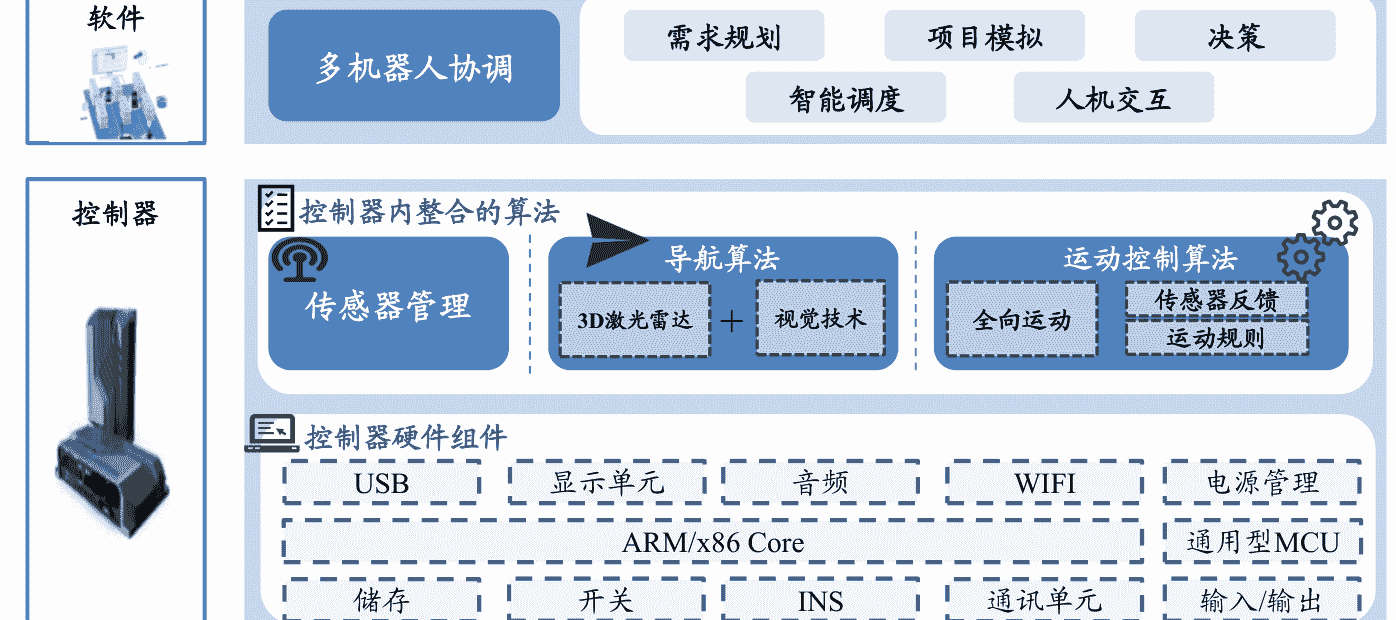 软件
多机器人协调
需求规划
项目模拟
决策
智能调度
人机交互
控制器
控制器内整合的算法
传感器管理
导航算法
3D激光雷达
+
视觉技术
运动控制算法
全向运动
传感器反馈
运动规则
控制器硬件组件
USB
显示单元
音频
WIFI
电源管理
ARM/x86 Core
通用型MCU
储存
开关
INS
通讯单元
输入/输出